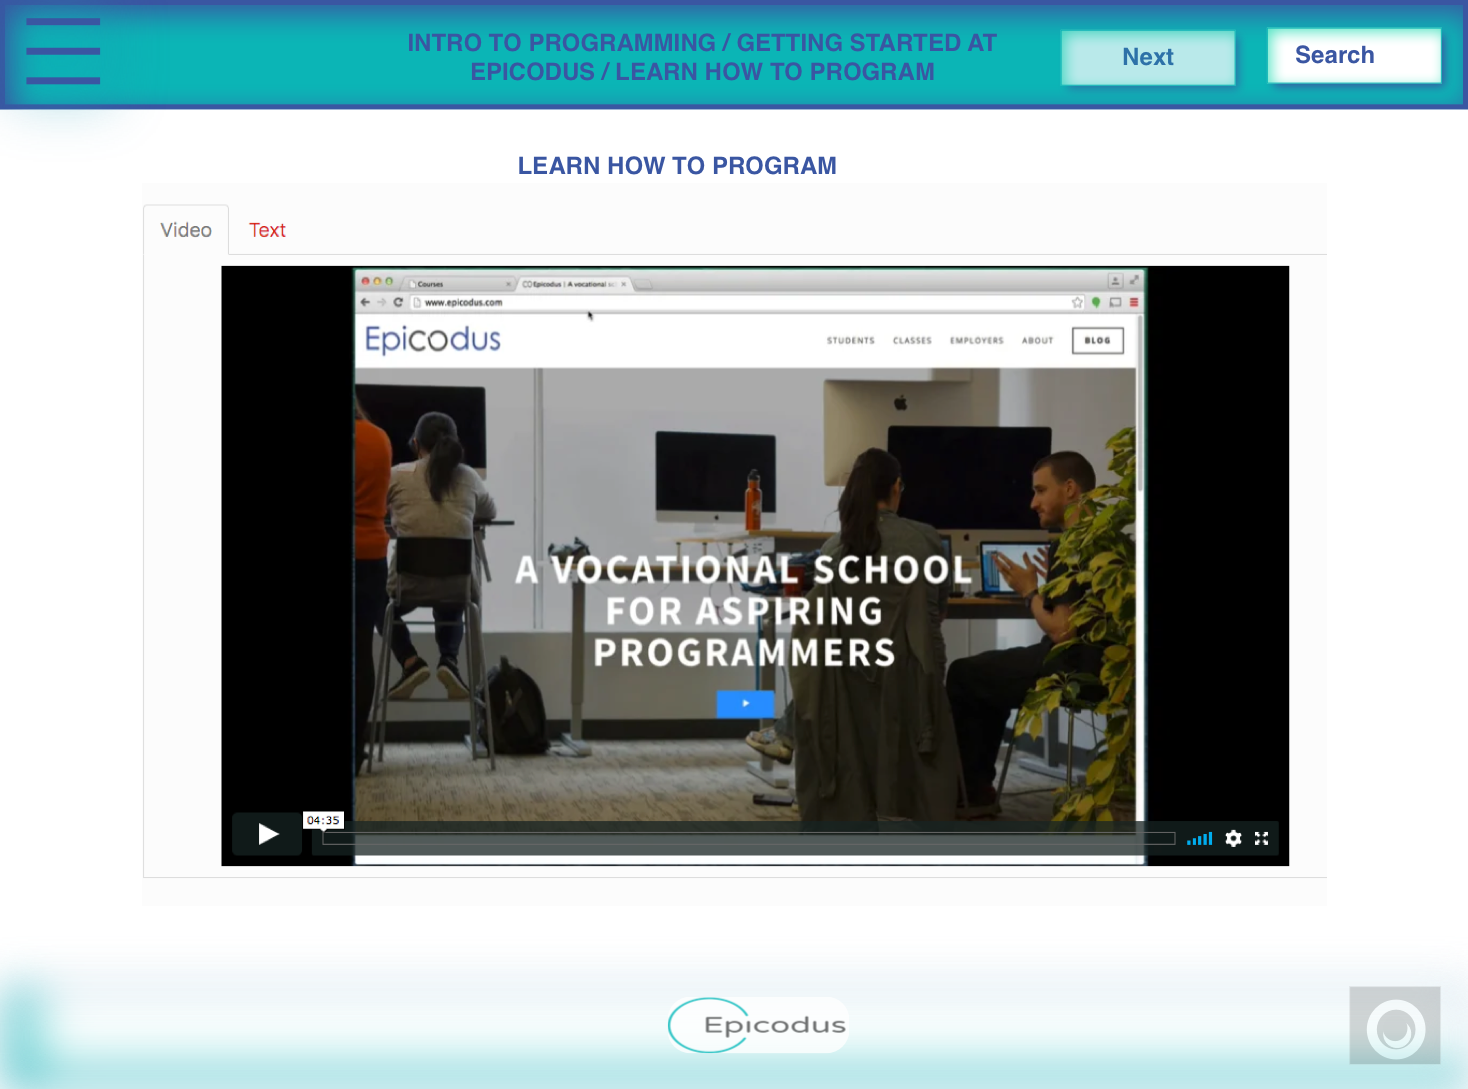 INTRO TO PROGRAMMING / GETTING STARTED AT
EPICODUS / LEARN HOW TO PROGRAM
Next
Search
LEARN HOW TO PROGRAM
Video
Text
Courses
Epicodus | A vocational sc
www.epicodus.com
Epicodus
STUDENTS
CLASSES
EMPLOYERS
ABOUT
BLOG
A VOCATIONAL SCHOOL
FOR ASPIRING
PROGRAMMERS
04:35
Epicodus